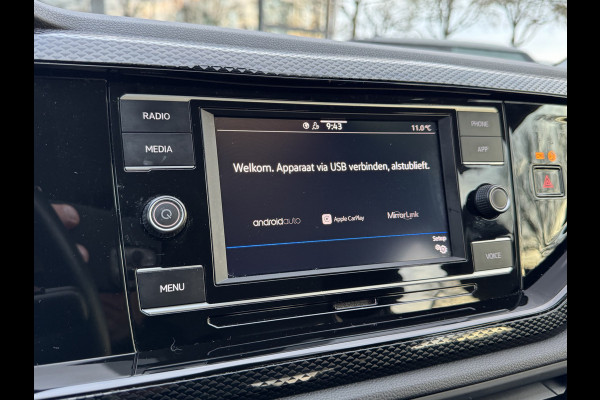 RADIO
MEDIA
MENU
9:43
11.0°C
Welkom. Apparaat via USB verbinden, alstublieft.
androidauto
Apple CarPlay
MirrorLink
Setup
PHONE
APP
VOICE